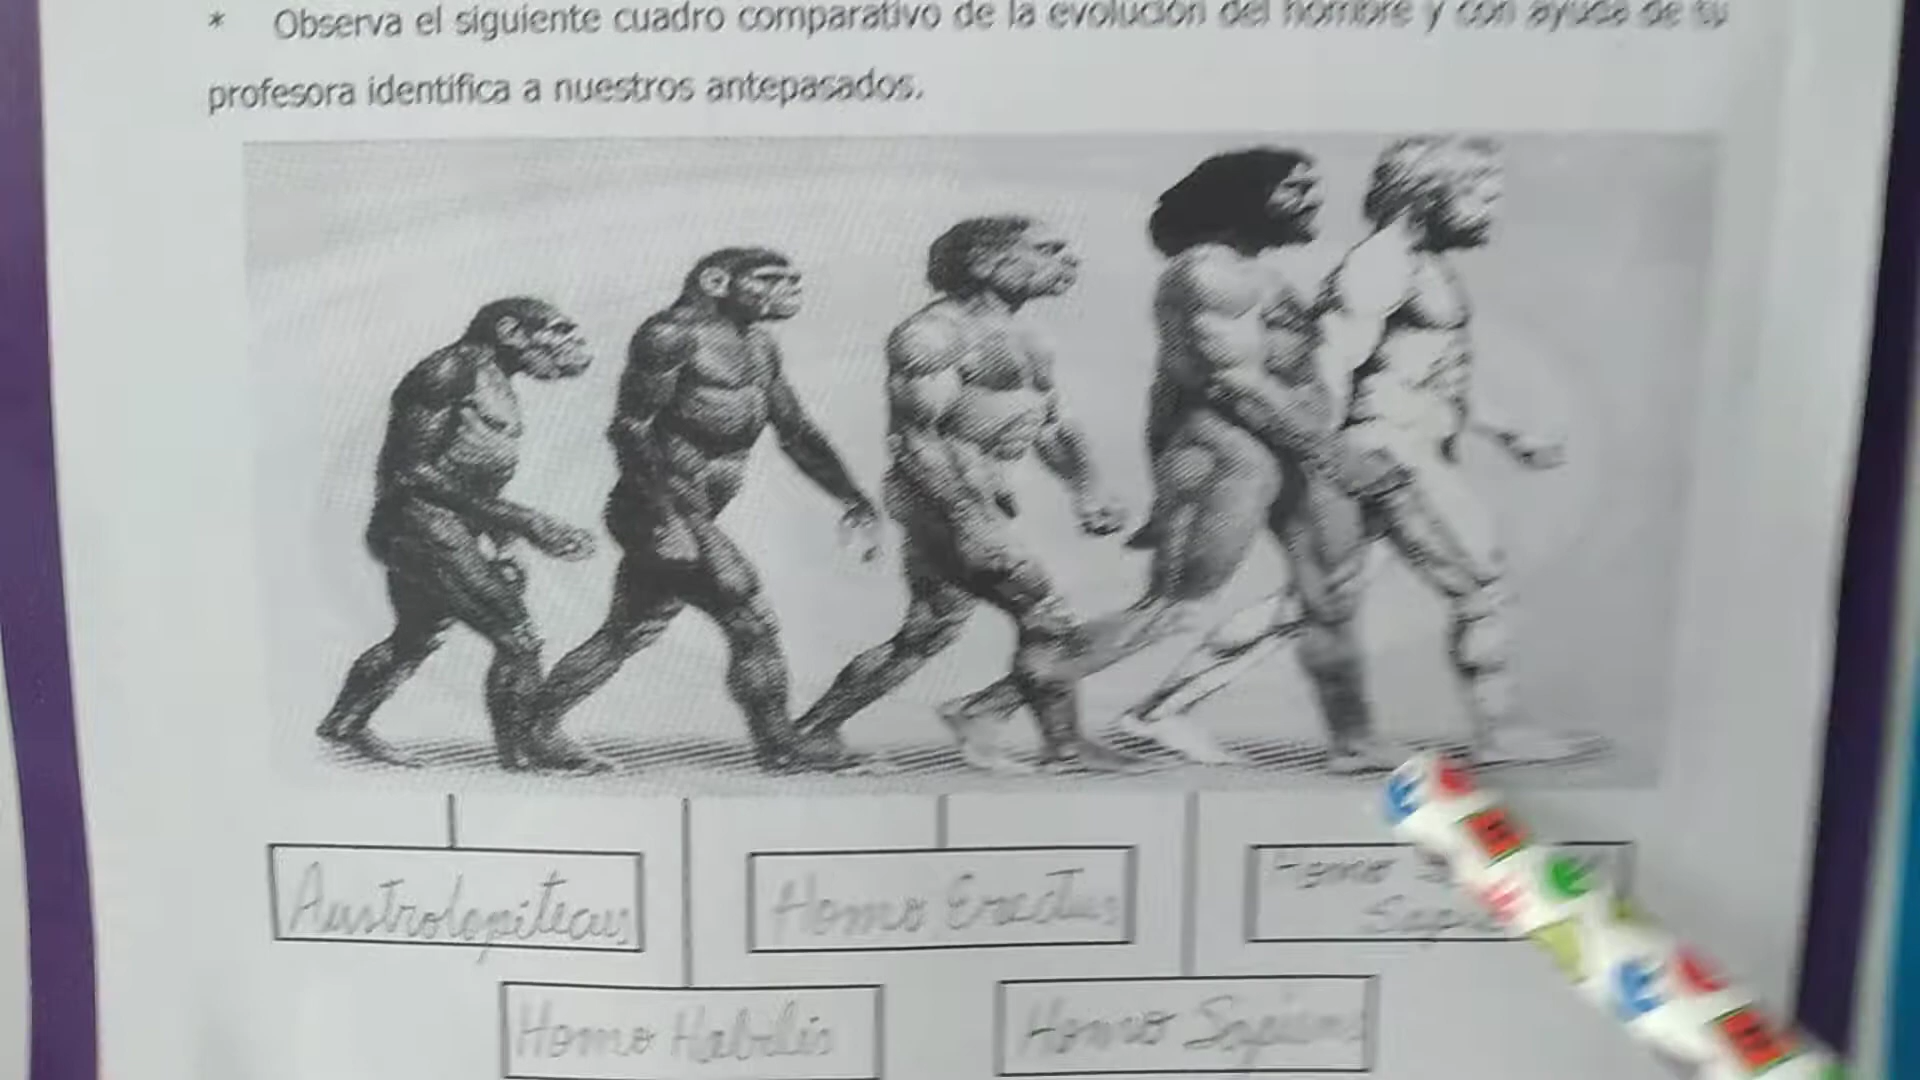 * Observa el siguiente cuadro comparativo de la evolución del hombre y con ayuda de tu
profesora identifica a nuestros antepasados.
Austrolopitecus
Homo Erectus
Homo
Homo Habilis
Homo Sapiens